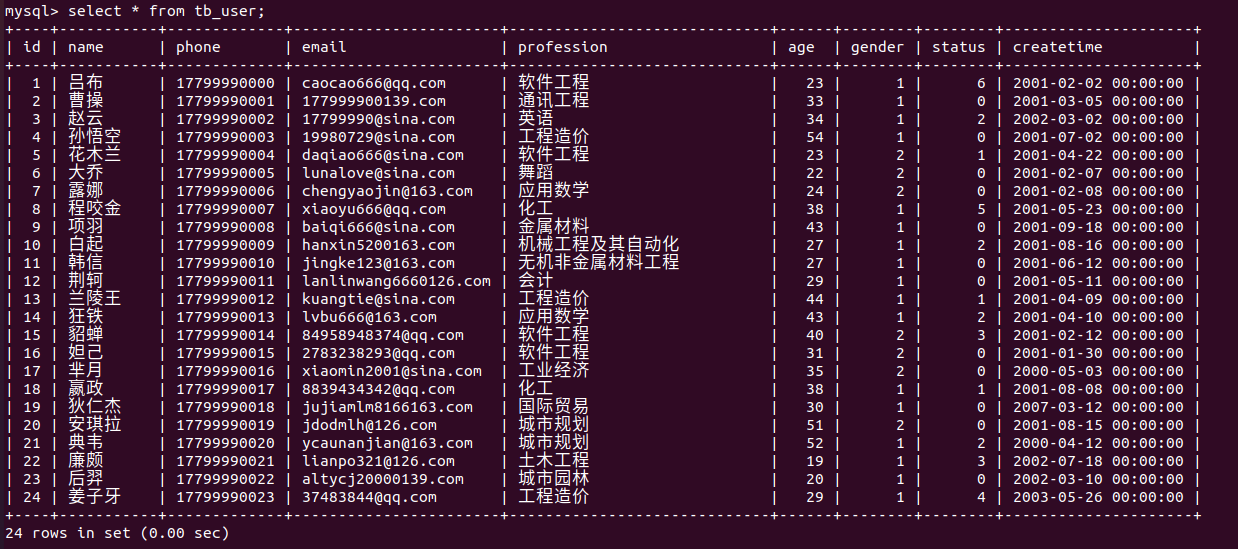 mysql> select * from tb_user;
+----+-----------+-------------+-----------------------+-----------------------------+------+--------+--------+---------------------+
| id | name | phone | email | profession | age | gender | status | createtime |
+----+-----------+-------------+-----------------------+-----------------------------+------+--------+--------+---------------------+
| 1 | 吕布 | 17799990000 | caocao666@qq.com | 软件工程 | 23 | 1 | 6 | 2001-02-02 00:00:00 |
| 2 | 曹操 | 17799990001 | 177999900139.com | 通讯工程 | 33 | 1 | 0 | 2001-03-05 00:00:00 |
| 3 | 赵云 | 17799990002 | 17799990@sina.com | 英语 | 34 | 1 | 2 | 2002-03-02 00:00:00 |
| 4 | 孙悟空 | 17799990003 | 19980729@sina.com | 工程造价 | 54 | 1 | 0 | 2001-07-02 00:00:00 |
| 5 | 花木兰 | 17799990004 | daqiao666@sina.com | 软件工程 | 23 | 2 | 1 | 2001-04-22 00:00:00 |
| 6 | 大乔 | 17799990005 | lunalove@sina.com | 舞蹈 | 22 | 2 | 0 | 2001-02-07 00:00:00 |
| 7 | 露娜 | 17799990006 | chengyaojin@163.com | 应用数学 | 24 | 2 | 0 | 2001-02-08 00:00:00 |
| 8 | 程咬金 | 17799990007 | xiaoyu666@qq.com | 化工 | 38 | 1 | 5 | 2001-05-23 00:00:00 |
| 9 | 项羽 | 17799990008 | baiqi666@sina.com | 金属材料 | 43 | 1 | 0 | 2001-09-18 00:00:00 |
| 10 | 白起 | 17799990009 | hanxin5200163.com | 机械工程及其自动化 | 27 | 1 | 2 | 2001-08-16 00:00:00 |
| 11 | 韩信 | 17799990010 | jingke123@163.com | 无机非金属材料工程 | 27 | 1 | 0 | 2001-06-12 00:00:00 |
| 12 | 荆轲 | 17799990011 | lanlinwang6660126.com | 会计 | 29 | 1 | 0 | 2001-05-11 00:00:00 |
| 13 | 兰陵王 | 17799990012 | kuangtie@sina.com | 工程造价 | 44 | 1 | 1 | 2001-04-09 00:00:00 |
| 14 | 狂铁 | 17799990013 | lvbu666@163.com | 应用数学 | 43 | 1 | 2 | 2001-04-10 00:00:00 |
| 15 | 貂蝉 | 17799990014 | 84958948374@qq.com | 软件工程 | 40 | 2 | 3 | 2001-02-12 00:00:00 |
| 16 | 妲己 | 17799990015 | 2783238293@qq.com | 软件工程 | 31 | 2 | 0 | 2001-01-30 00:00:00 |
| 17 | 芈月 | 17799990016 | xiaomin2001@sina.com | 工业经济 | 35 | 2 | 0 | 2000-05-03 00:00:00 |
| 18 | 嬴政 | 17799990017 | 8839434342@qq.com | 化工 | 38 | 1 | 1 | 2001-08-08 00:00:00 |
| 19 | 狄仁杰 | 17799990018 | jujiamlm8166163.com | 国际贸易 | 30 | 1 | 0 | 2007-03-12 00:00:00 |
| 20 | 安琪拉 | 17799990019 | jdodmlh@126.com | 城市规划 | 51 | 2 | 0 | 2001-08-15 00:00:00 |
| 21 | 典韦 | 17799990020 | ycaunanjian@163.com | 城市规划 | 52 | 1 | 2 | 2000-04-12 00:00:00 |
| 22 | 廉颇 | 17799990021 | lianpo321@126.com | 土木工程 | 19 | 1 | 3 | 2002-07-18 00:00:00 |
| 23 | 后羿 | 17799990022 | altycj20000139.com | 城市园林 | 20 | 1 | 0 | 2002-03-10 00:00:00 |
| 24 | 姜子牙 | 17799990023 | 37483844@qq.com | 工程造价 | 29 | 1 | 4 | 2003-05-26 00:00:00 |
+----+-----------+-------------+-----------------------+-----------------------------+------+--------+--------+---------------------+
24 rows in set (0.00 sec)